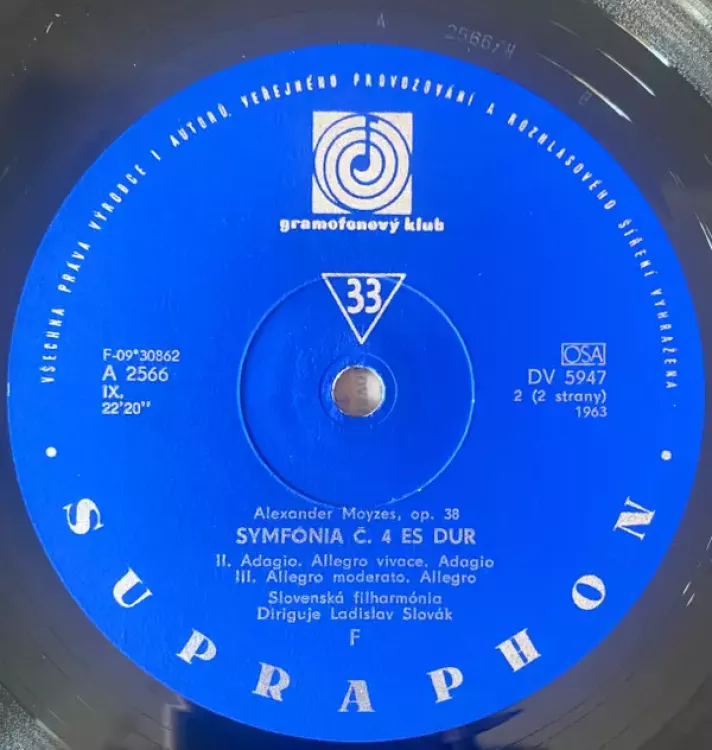 A 2566/N
VŠECHNA PRÁVA VÝROBCE I AUTORŮ, VEŘEJNÉHO PROVOZOVÁNÍ A ROZHLASOVÉHO ŠÍŘENÍ VYHRAŽENA
gramofonový klub
33
F-09*30862
A 2566
IX.
22'20"
OSA
DV 5947
2 (2 strany)
1963
Alexander Moyzes, op. 38
SYMFÓNIA Č. 4 ES DUR
II. Adagio. Allegro vivace. Adagio
III. Allegro moderato. Allegro
Slovenská filharmónia
Diriguje Ladislav Slovák
F
SUPRAPHON